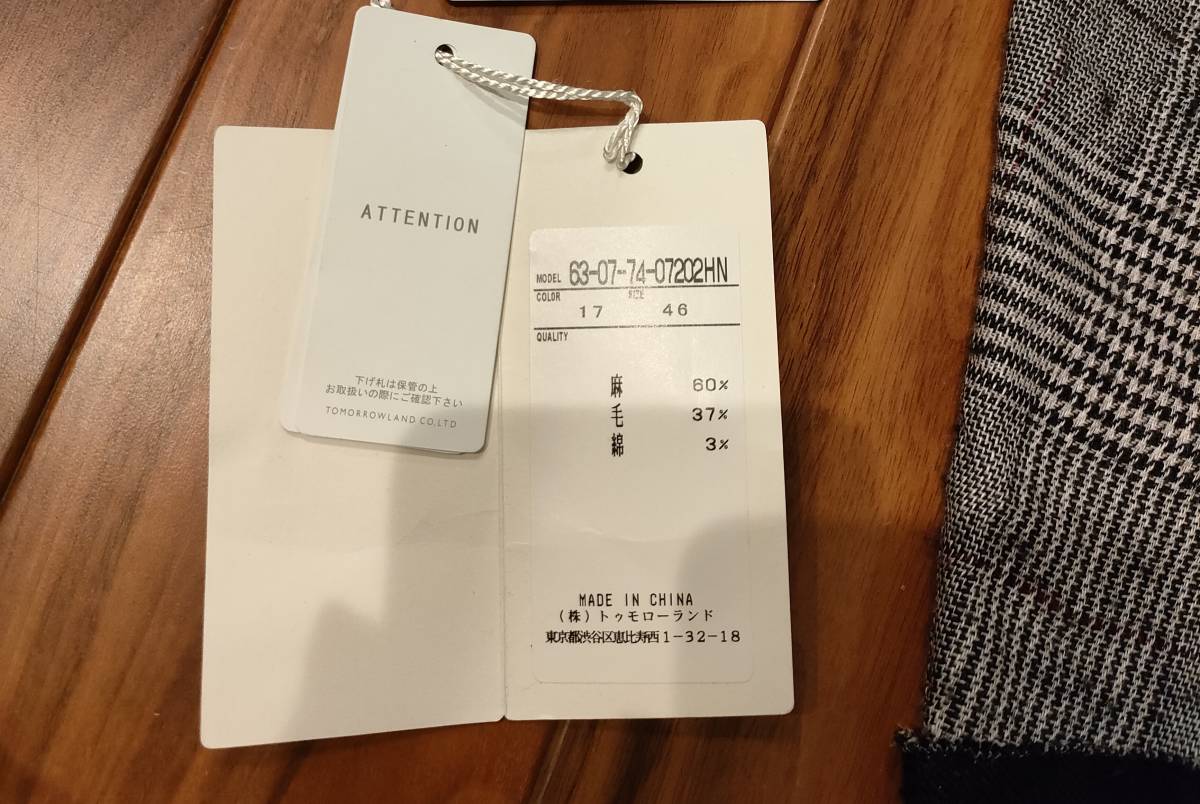 ATTENTION
下げ札は保管の上
お取扱いの際にご確認下さい
TOMORROWLAND CO.,LTD
MODEL 63-07-74-07202HN
COLOR SIZE
17 46
QUALITY
麻 60%
毛 37%
綿 3%
MADE IN CHINA
(株)トゥモローランド
東京都渋谷区恵比寿西1-32-18